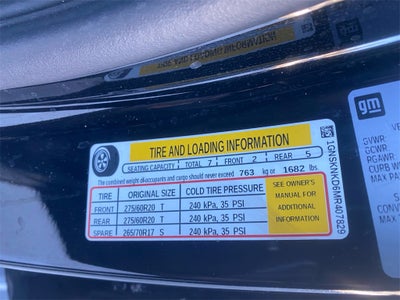 TIRE AND LOADING INFORMATION
SEATING CAPACITY: TOTAL 7 FRONT 2 REAR 5
The combined weight of occupants and cargo should never exceed 763 kg or 1682 lbs.
TIRE ORIGINAL SIZE COLD TIRE PRESSURE
FRONT 275/60R20 T 240 kPa, 35 PSI
REAR 275/60R20 T 240 kPa, 35 PSI
SPARE 265/70R17 S 240 kPa, 35 PSI
SEE OWNER'S
MANUAL FOR
ADDITIONAL
INFORMATION
1GNSKNKD6MR407829
gm
GVWR:
GCWR:
PGAWR:
CURB W
MAX PA